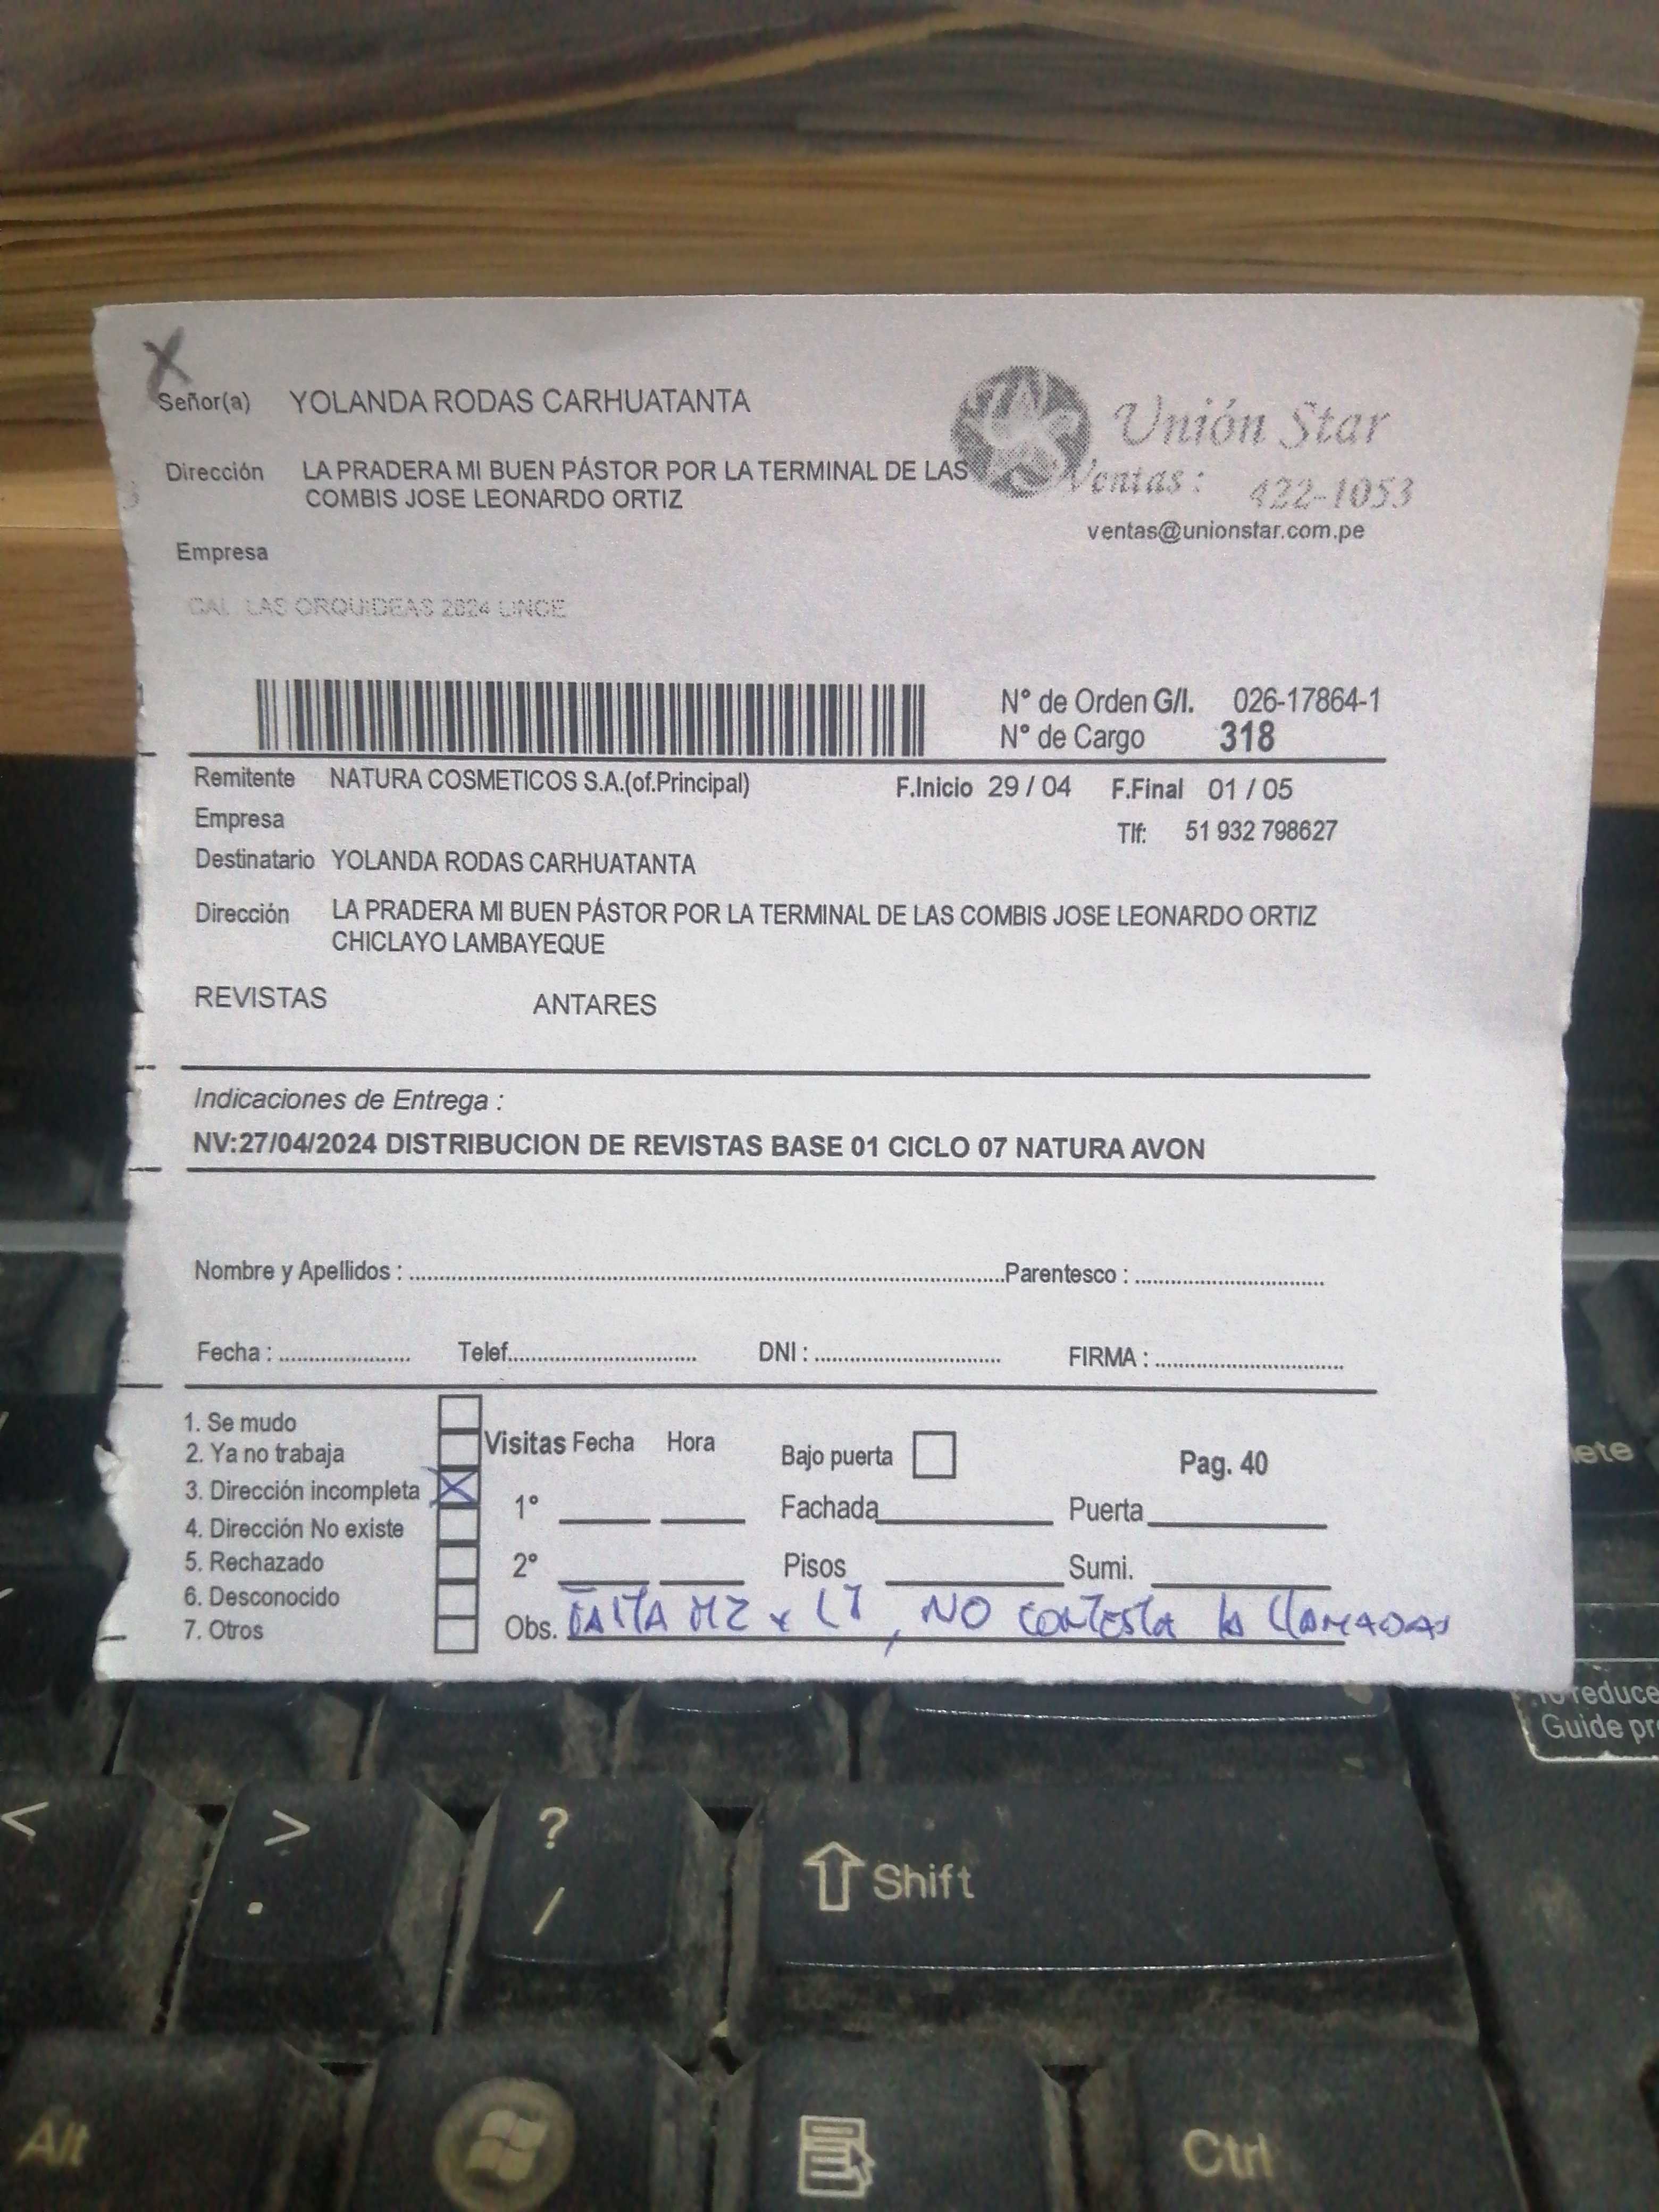 X
Señor(a) YOLANDA RODAS CARHUATANTA
Unión Star
Dirección LA PRADERA MI BUEN PÁSTOR POR LA TERMINAL DE LAS
COMBIS JOSE LEONARDO ORTIZ
Ventas: 422-1053
ventas@unionstar.com.pe
Empresa
CAL LAS ORQUIDEAS 2624 LINCE
N° de Orden G/I. 026-17864-1
N° de Cargo 318
Remitente NATURA COSMETICOS S.A.(of.Principal) F.Inicio 29 / 04 F.Final 01 / 05
Empresa
Tlf: 51 932 798627
Destinatario YOLANDA RODAS CARHUATANTA
Dirección LA PRADERA MI BUEN PÁSTOR POR LA TERMINAL DE LAS COMBIS JOSE LEONARDO ORTIZ
CHICLAYO LAMBAYEQUE
REVISTAS ANTARES
Indicaciones de Entrega :
NV:27/04/2024 DISTRIBUCION DE REVISTAS BASE 01 CICLO 07 NATURA AVON
Nombre y Apellidos : Parentesco :
Fecha : Telef. DNI : FIRMA :
1. Se mudo
2. Ya no trabaja
3. Dirección incompleta X
4. Dirección No existe
5. Rechazado
6. Desconocido
7. Otros
Visitas Fecha Hora Bajo puerta Pag. 40
1° Fachada Puerta
2° Pisos Sumi.
Obs. FALTA MZ y LT, NO CONTESTA la LLAMADAS
ete
To reduce
Guide pr
<
>
.
?
/
Shift
Alt
Ctrl